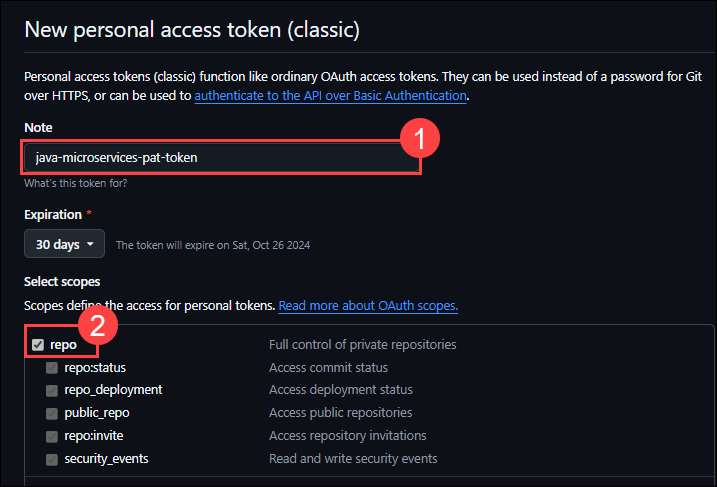 New personal access token (classic)
Personal access tokens (classic) function like ordinary OAuth access tokens. They can be used instead of a password for Git
over HTTPS, or can be used to authenticate to the API over Basic Authentication.
Note
1
java-microservices-pat-token
What's this token for?
Expiration *
30 days The token will expire on Sat, Oct 26 2024
Select scopes
Scopes define the access for personal tokens. Read more about OAuth scopes.
2
repo Full control of private repositories
repo:status Access commit status
repo_deployment Access deployment status
public_repo Access public repositories
repo:invite Access repository invitations
security_events Read and write security events